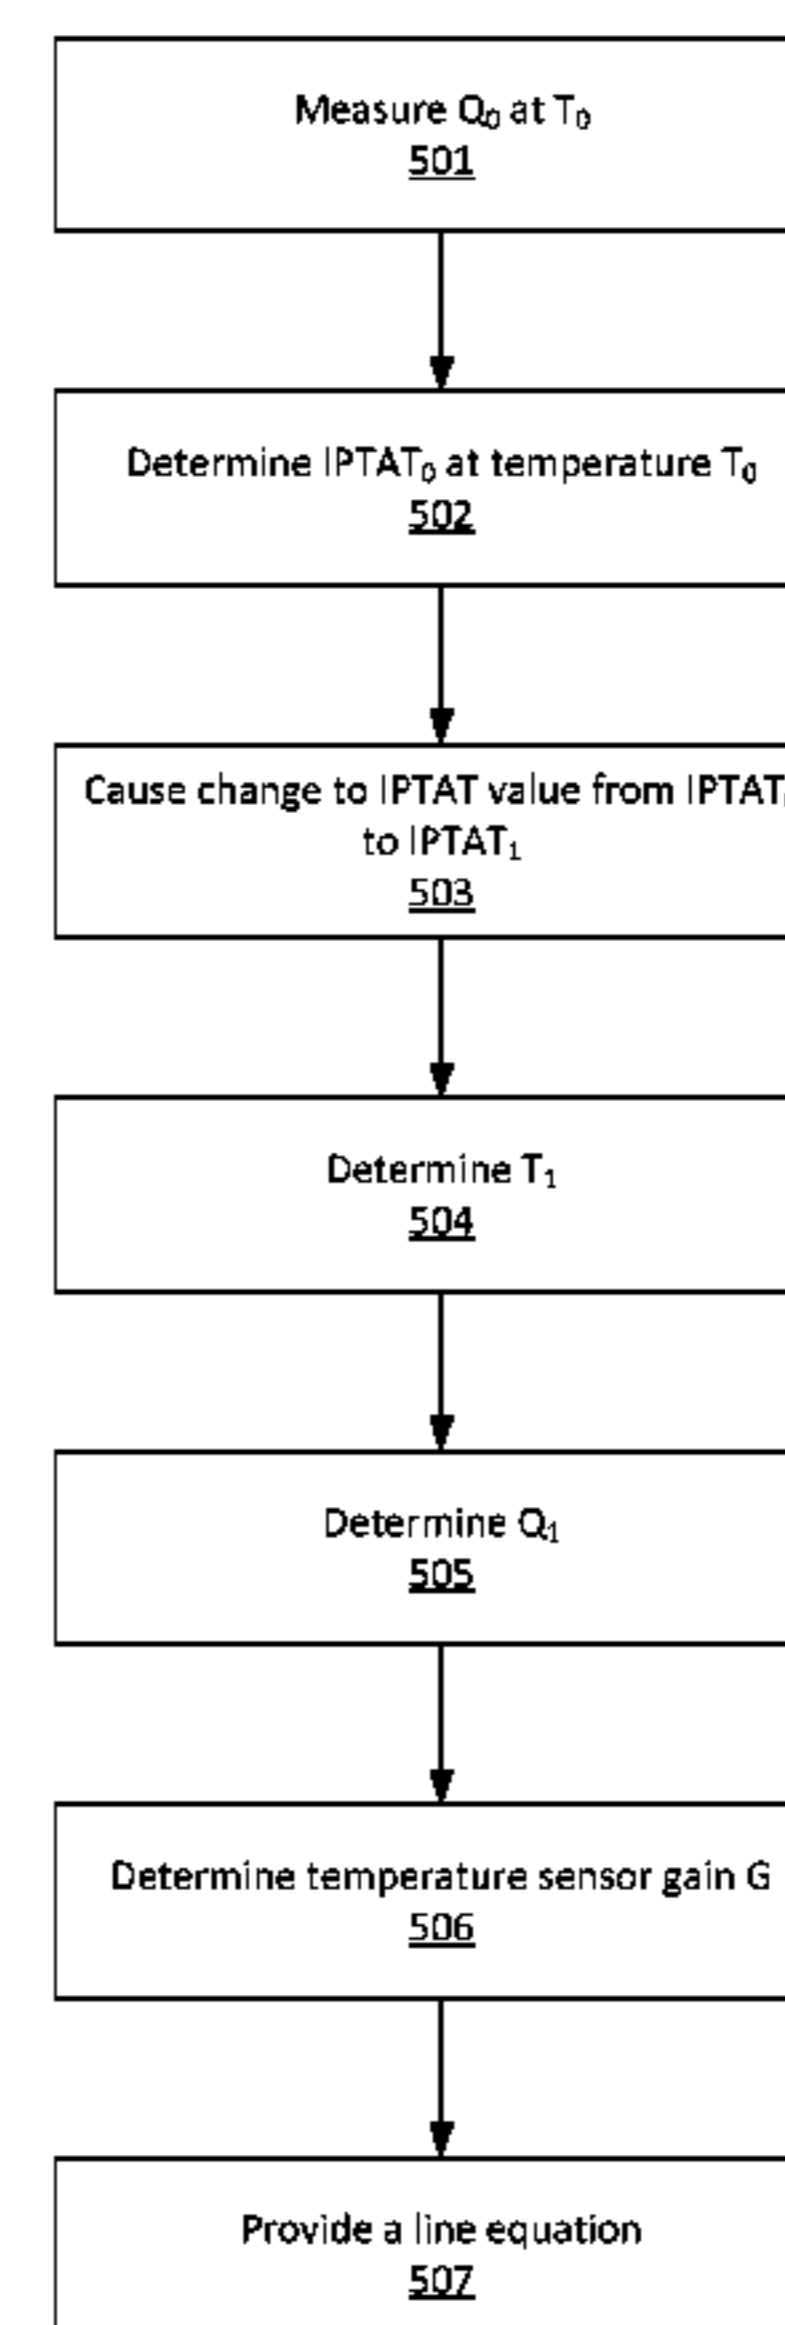 Measure Q₀ at T₀
501
Determine IPTAT₀ at temperature T₀
502
Cause change to IPTAT value from IPTAT
to IPTAT₁
503
Determine T₁
504
Determine Q₁
505
Determine temperature sensor gain G
506
Provide a line equation
507